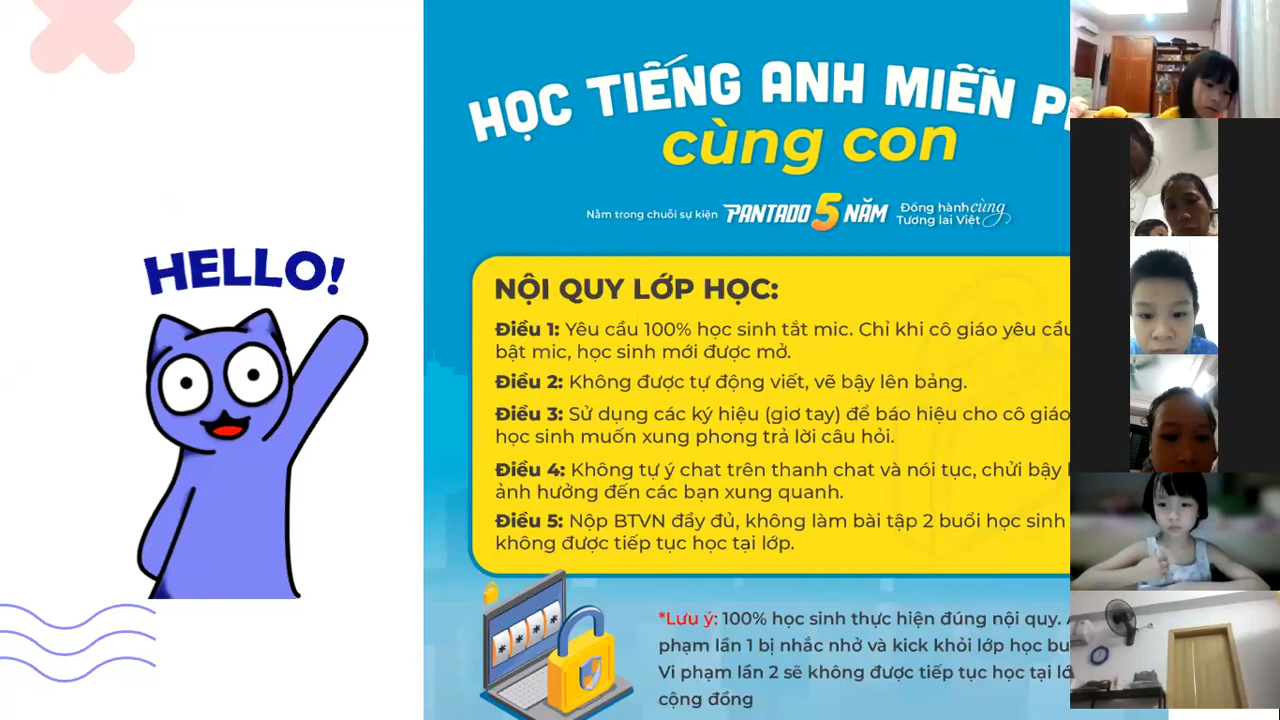 HELLO!
HỌC TIẾNG ANH MIỄN P
cùng con
Nằm trong chuỗi sự kiện PANTADO 5 NĂM Đồng hành cùng
Tương lai Việt
NỘI QUY LỚP HỌC:
Điều 1: Yêu cầu 100% học sinh tắt mic. Chỉ khi cô giáo yêu cầu
bật mic, học sinh mới được mở.
Điều 2: Không được tự động viết, vẽ bậy lên bảng.
Điều 3: Sử dụng các ký hiệu (giơ tay) để báo hiệu cho cô giáo
học sinh muốn xung phong trả lời câu hỏi.
Điều 4: Không tự ý chat trên thanh chat và nói tục, chửi bậy
ảnh hưởng đến các bạn xung quanh.
Điều 5: Nộp BTVN đầy đủ, không làm bài tập 2 buổi học sinh
không được tiếp tục học tại lớp.
*Lưu ý: 100% học sinh thực hiện đúng nội quy.
phạm lần 1 bị nhắc nhở và kick khỏi lớp học bu
Vi phạm lần 2 sẽ không được tiếp tục học tại
cộng đồng